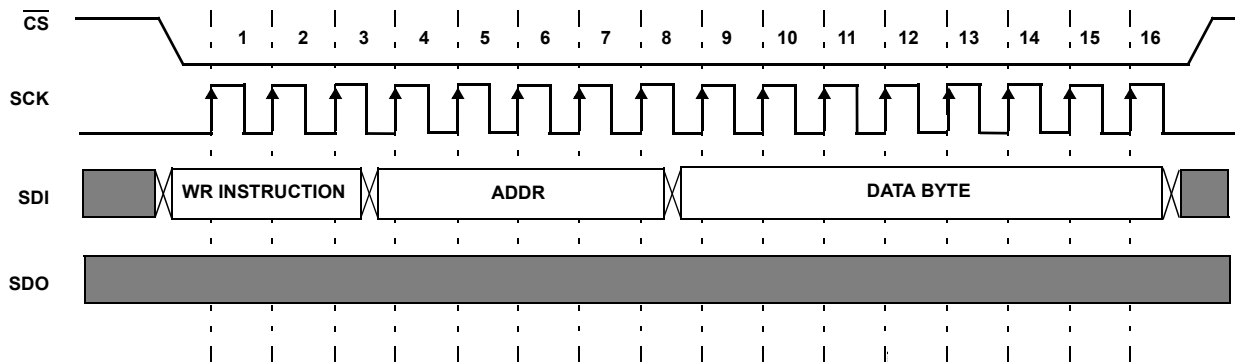 CS
1 2 3 4 5 6 7 8 9 10 11 12 13 14 15 16
SCK
SDI WR INSTRUCTION ADDR DATA BYTE
SDO